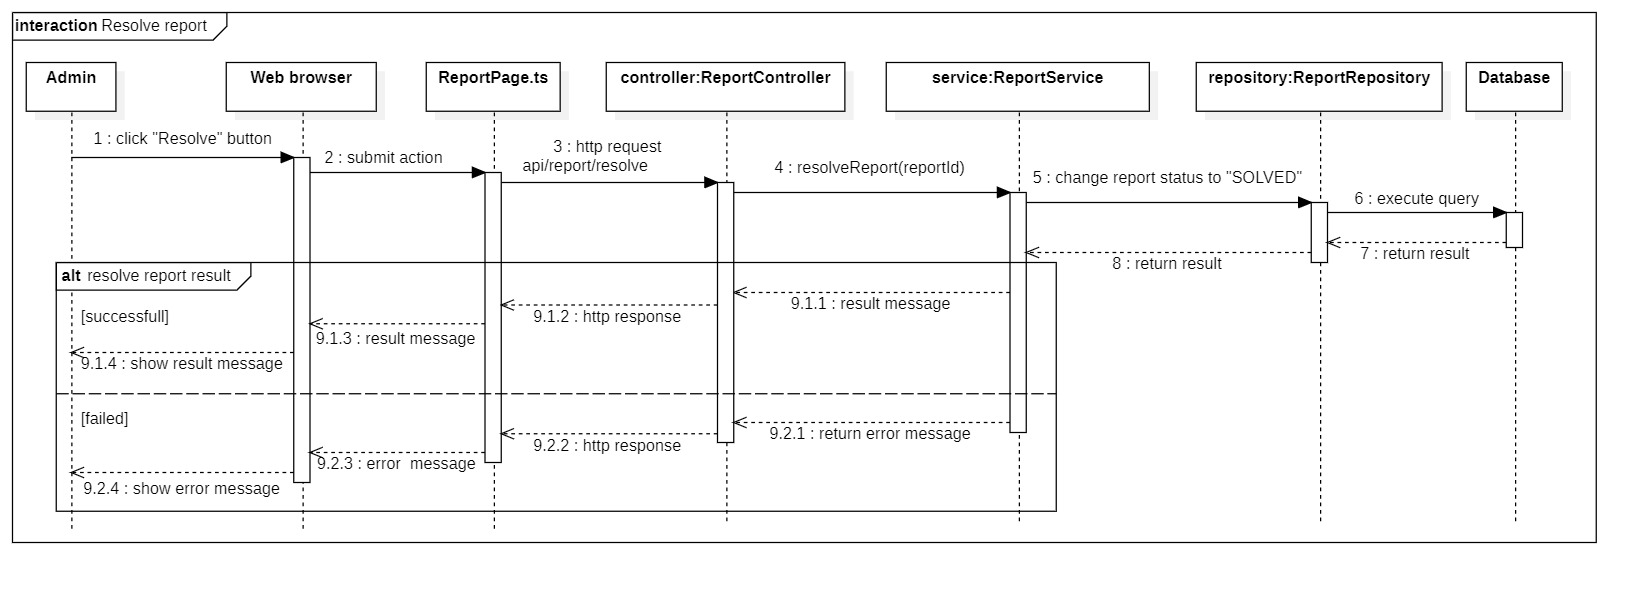 interaction Resolve report
Admin
Web browser
ReportPage.ts
controller:ReportController
service:ReportService
repository:ReportRepository
Database
1 : click "Resolve" button
2 : submit action
3 : http request
api/report/resolve
4 : resolveReport(reportId)
5 : change report status to "SOLVED"
6 : execute query
7 : return result
8 : return result
alt resolve report result
[successfull]
9.1.1 : result message
9.1.2 : http response
9.1.3 : result message
9.1.4 : show result message
[failed]
9.2.1 : return error message
9.2.2 : http response
9.2.3 : error  message
9.2.4 : show error message